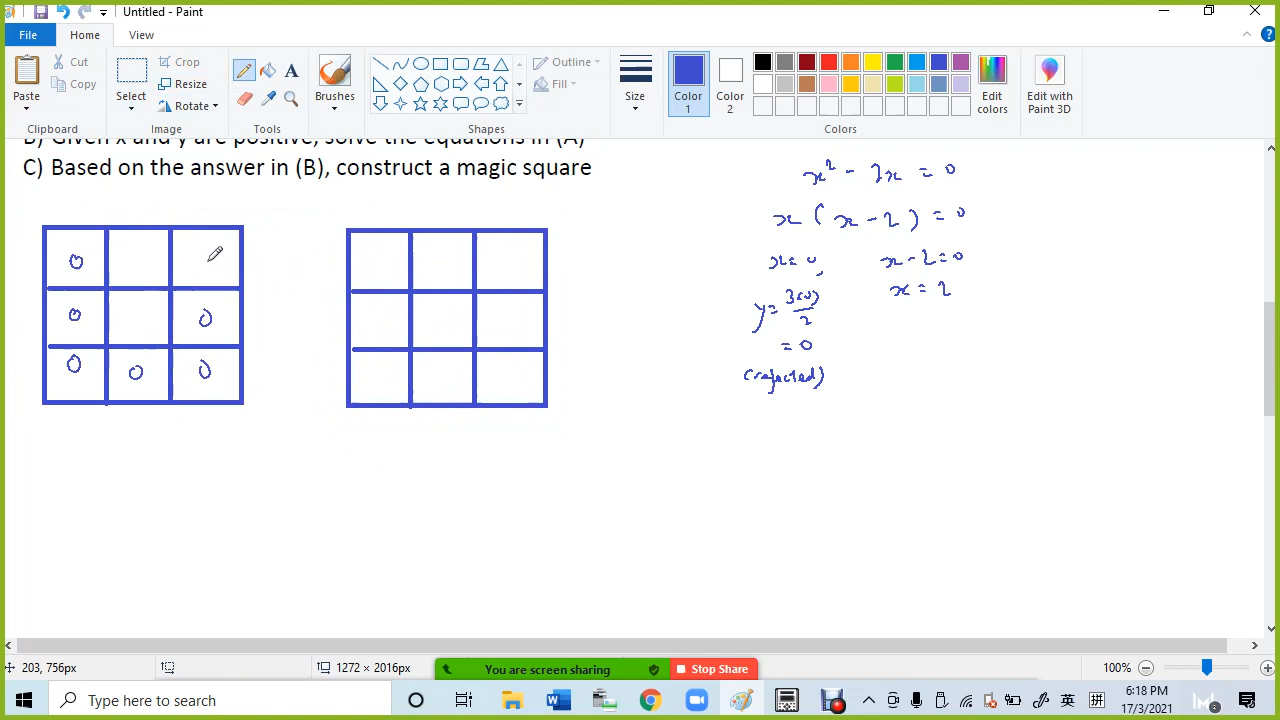 Untitled - Paint
File
Home
View
Paste
Cut
Copy
Clipboard
Select
Crop
Resize
Rotate
Image
A
Tools
Brushes
Outline
Fill
Shapes
Size
Color 1
Color 2
Edit colors
Colors
Edit with Paint 3D
B) Given x and y are positive, solve the equations in (A)
C) Based on the answer in (B), construct a magic square
0
0 0
0 0 0
x² - 2x = 0
x (x - 2) = 0
x = 0, x - 2 = 0
x = 2
y = 3(0)/2
= 0
(rejected)
203, 756px
1272 × 2016px
You are screen sharing
Stop Share
100%
Type here to search
英
拼
6:18 PM
17/3/2021
2